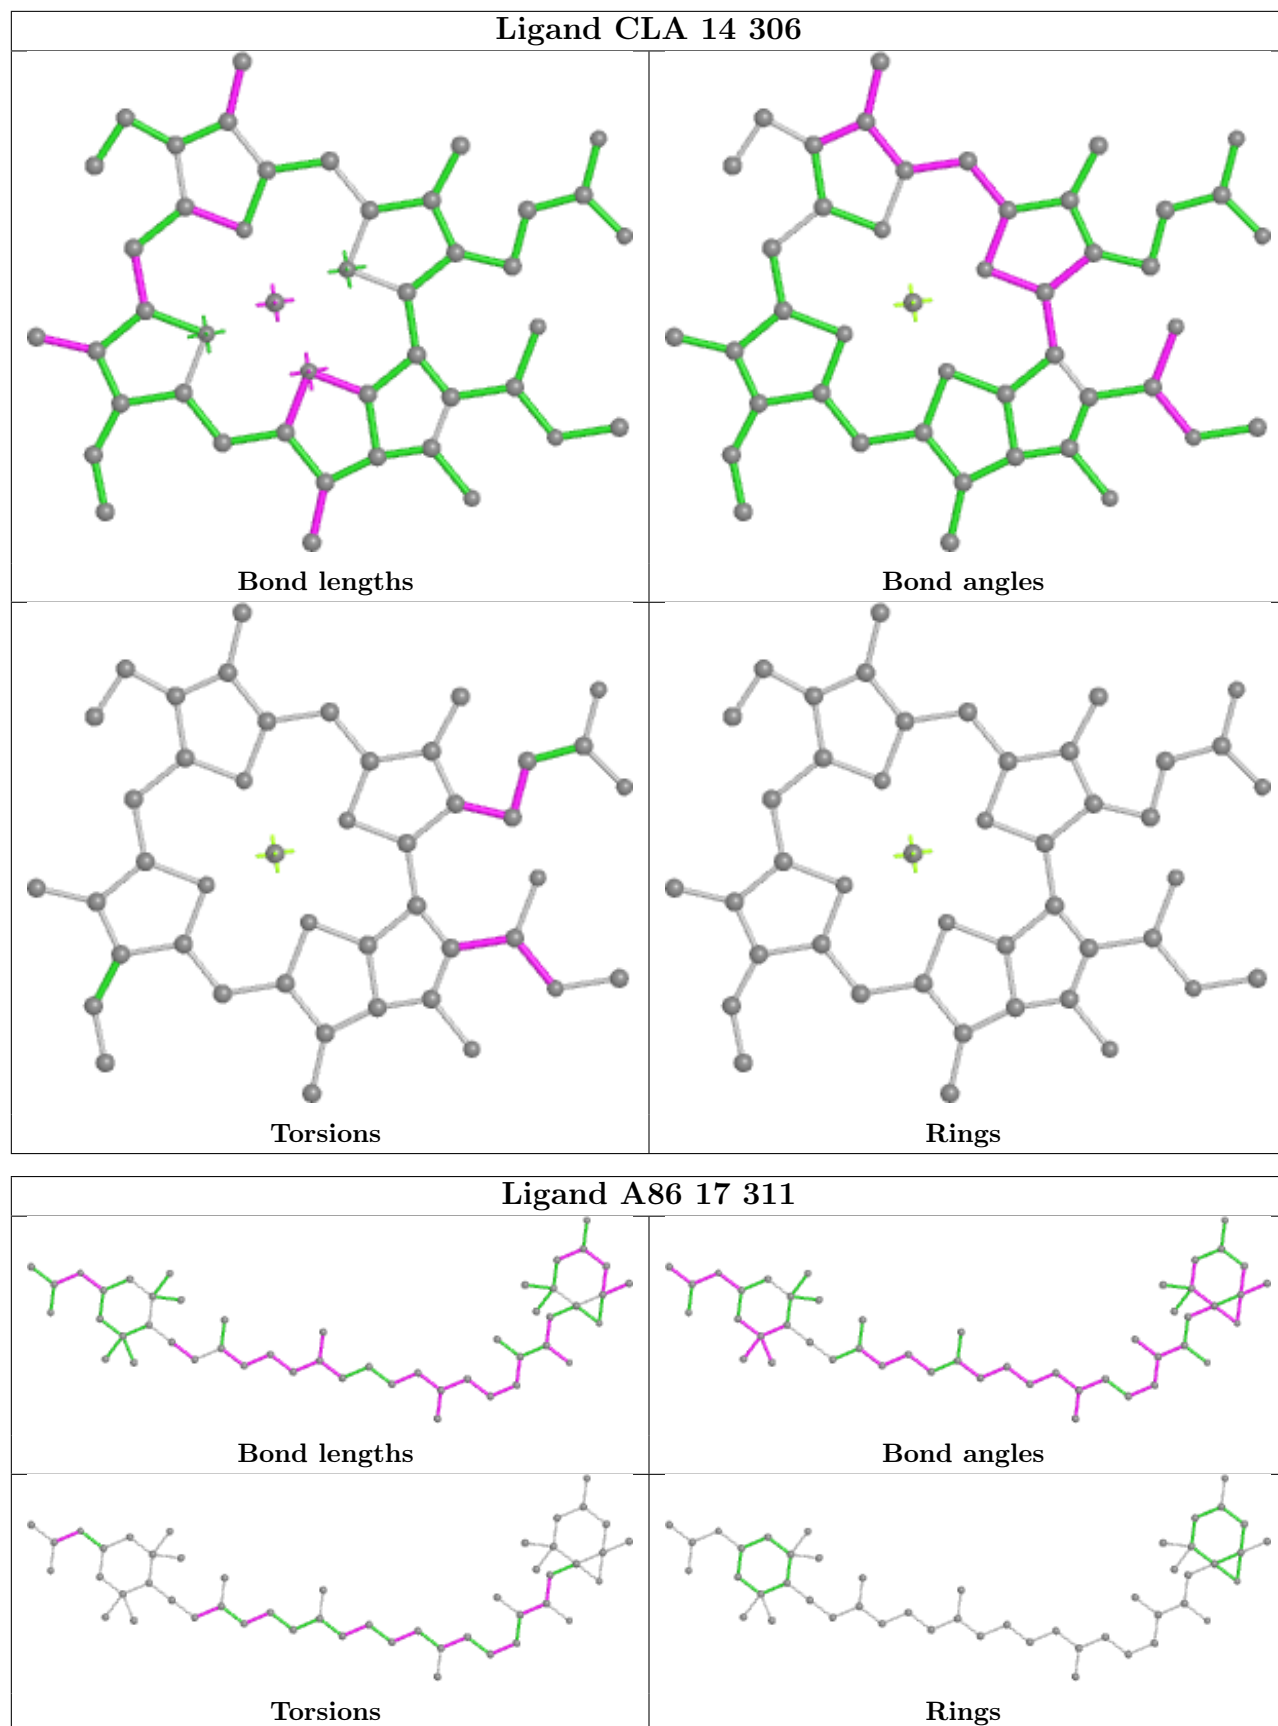 Ligand CLA 14 306
Bond lengths
Bond angles
Torsions
Rings
Ligand A86 17 311
Bond lengths
Bond angles
Torsions
Rings